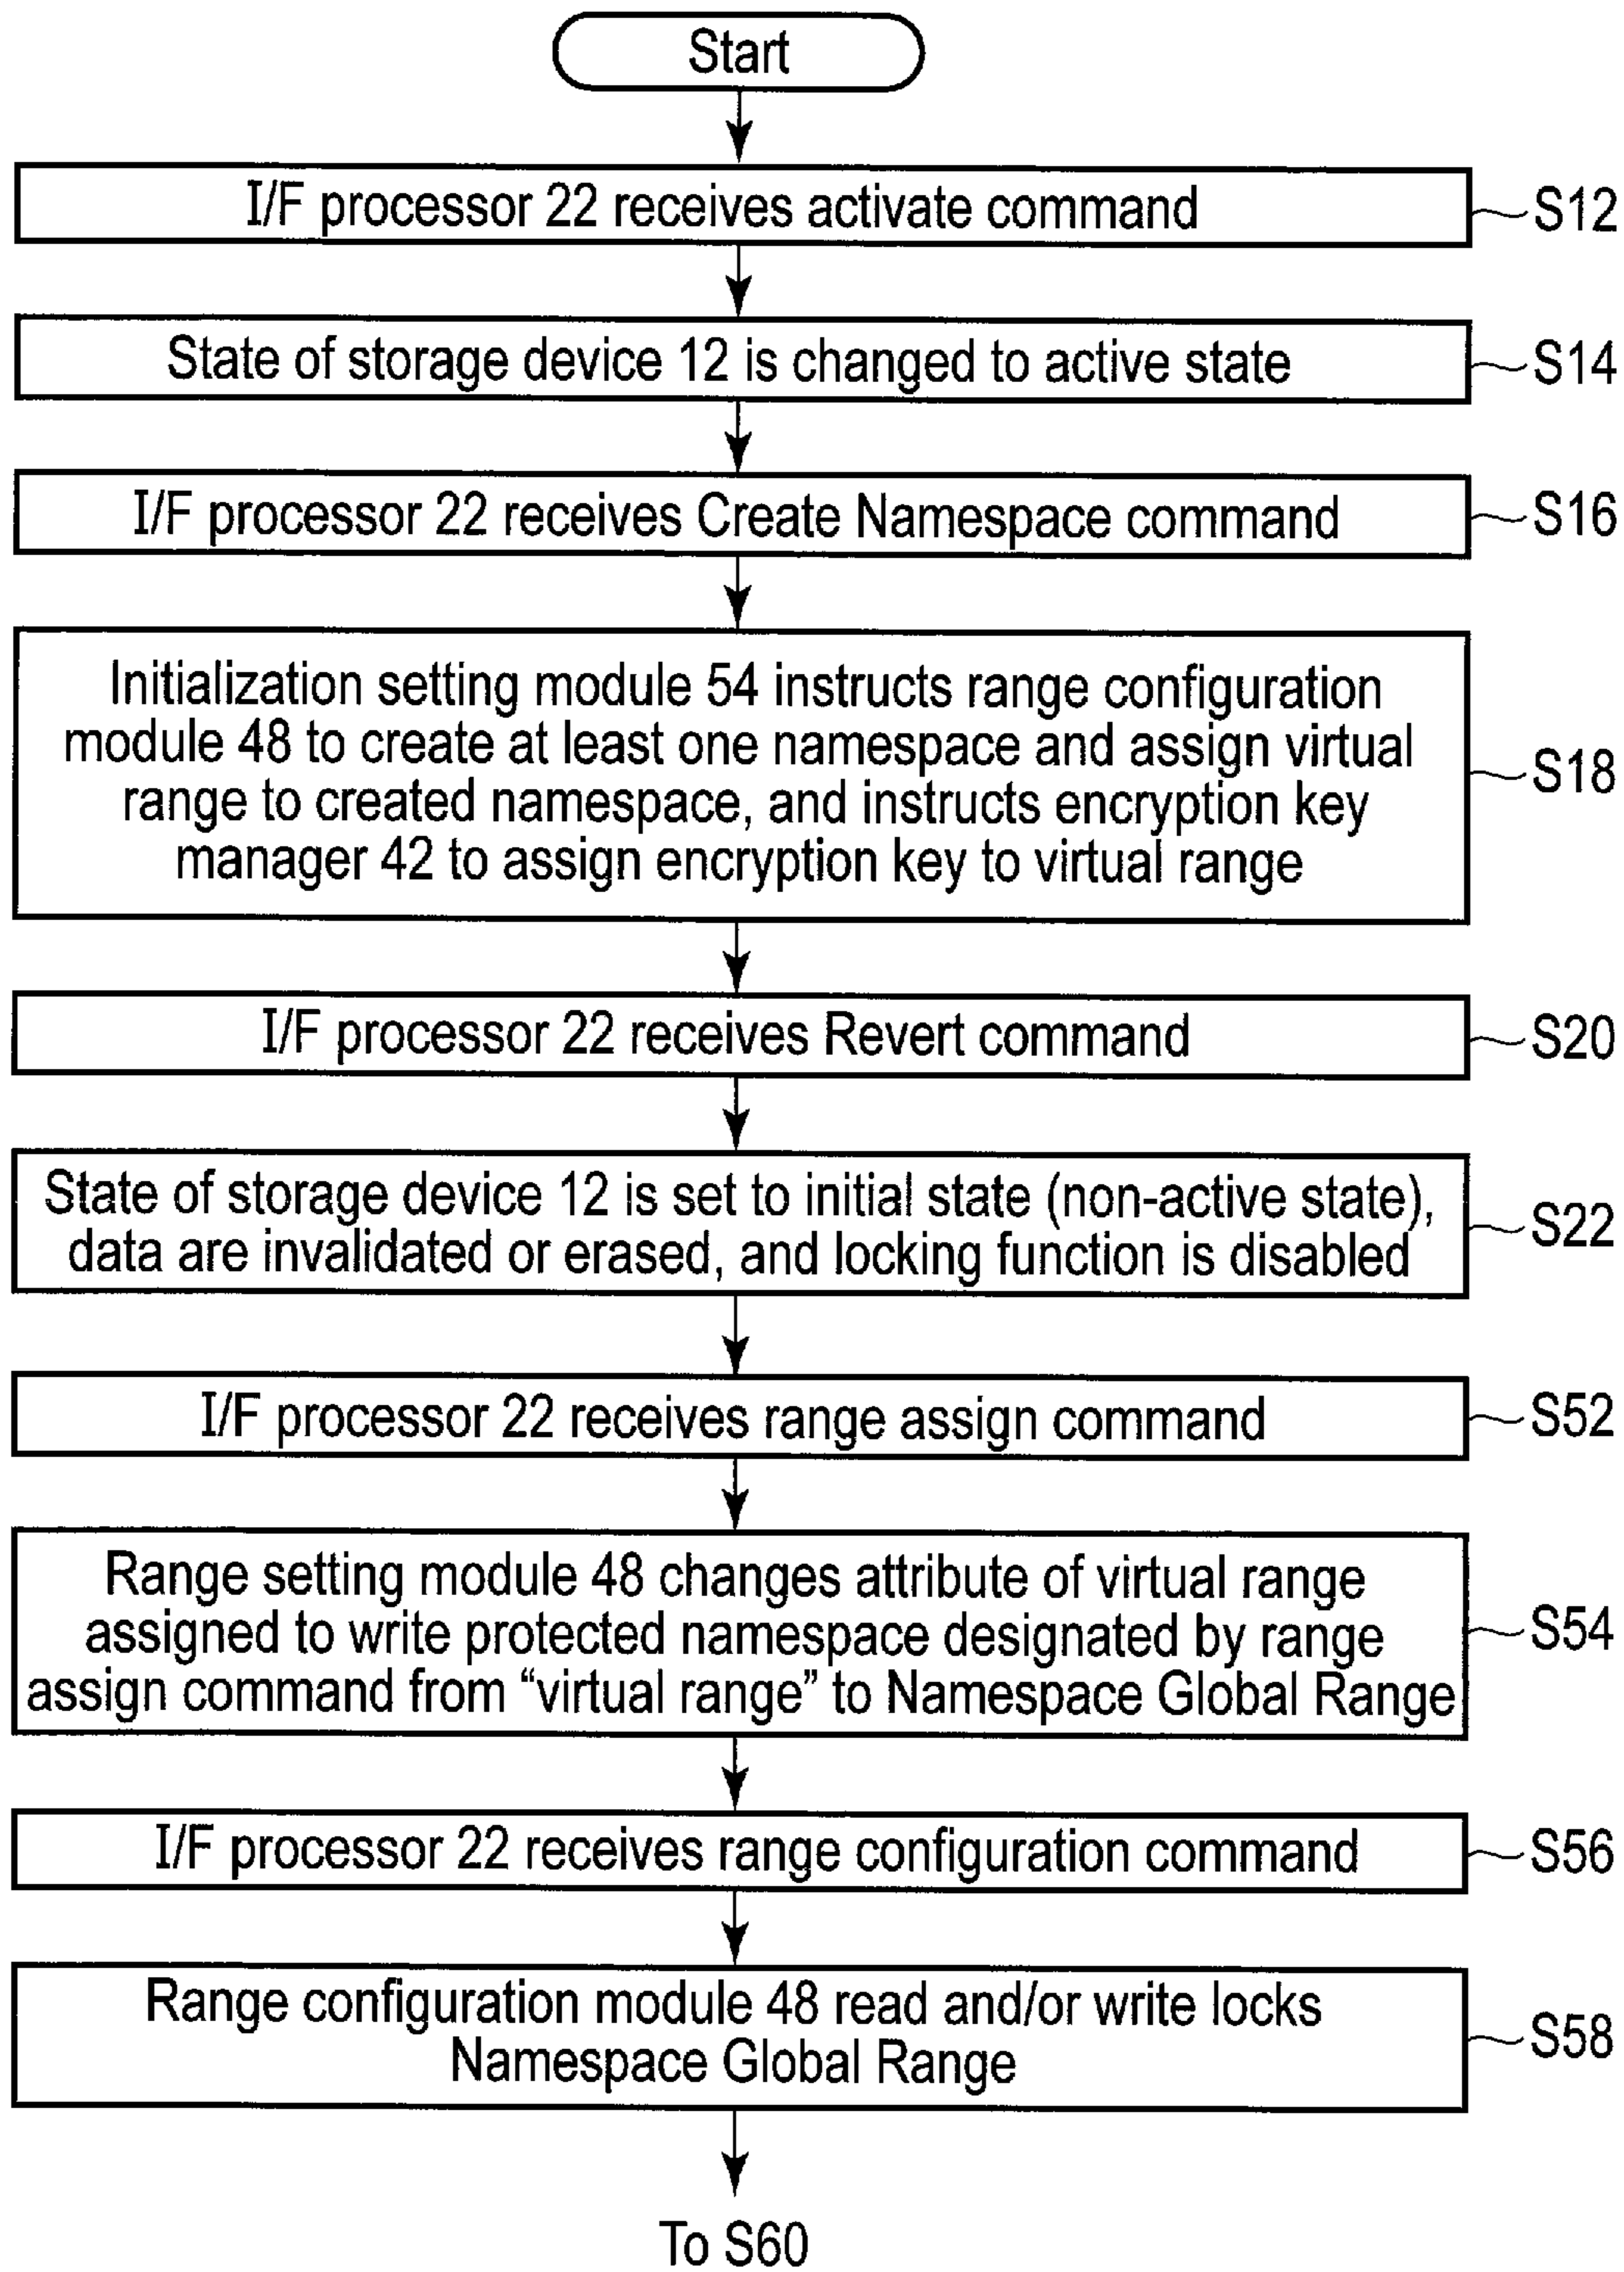 Start
I/F processor 22 receives activate command
S12
State of storage device 12 is changed to active state
S14
I/F processor 22 receives Create Namespace command
S16
Initialization setting module 54 instructs range configuration
module 48 to create at least one namespace and assign virtual
range to created namespace, and instructs encryption key
manager 42 to assign encryption key to virtual range
S18
I/F processor 22 receives Revert command
S20
State of storage device 12 is set to initial state (non-active state),
data are invalidated or erased, and locking function is disabled
S22
I/F processor 22 receives range assign command
S52
Range setting module 48 changes attribute of virtual range
assigned to write protected namespace designated by range
assign command from “virtual range” to Namespace Global Range
S54
I/F processor 22 receives range configuration command
S56
Range configuration module 48 read and/or write locks
Namespace Global Range
S58
To S60